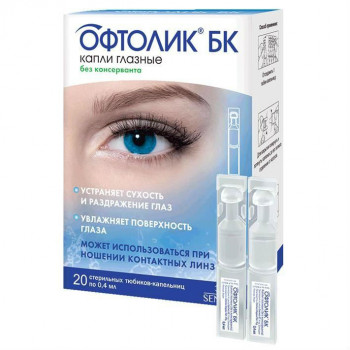 ОФТОЛИК® БК
капли глазные
без консерванта
УСТРАНЯЕТ СУХОСТЬ
И РАЗДРАЖЕНИЕ ГЛАЗ
УВЛАЖНЯЕТ ПОВЕРХНОСТЬ
ГЛАЗА
МОЖЕТ ИСПОЛЬЗОВАТЬСЯ ПРИ
НОШЕНИИ КОНТАКТНЫХ ЛИНЗ
20 стерильных тюбиков-капельниц
по 0,4 мл
SEN
ОФТОЛИК БК
ОФТОЛИК БК